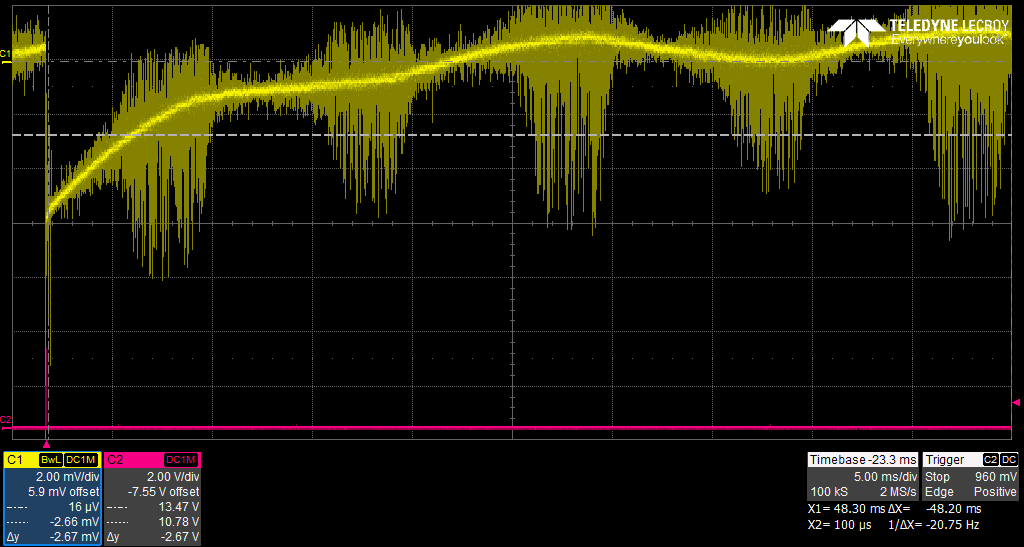 TELEDYNE LECROY
Everywhereyoulook
C1
C2
C1 BwL DC1M
2.00 mV/div
5.9 mV offset
16 µV
-2.66 mV
Δy -2.67 mV
C2 DC1M
2.00 V/div
-7.55 V offset
13.47 V
10.78 V
Δy -2.67 V
Timebase -23.3 ms
5.00 ms/div
100 kS 2 MS/s
Trigger C2 DC
Stop 960 mV
Edge Positive
X1= 48.30 ms ΔX= -48.20 ms
X2= 100 µs 1/ΔX= -20.75 Hz